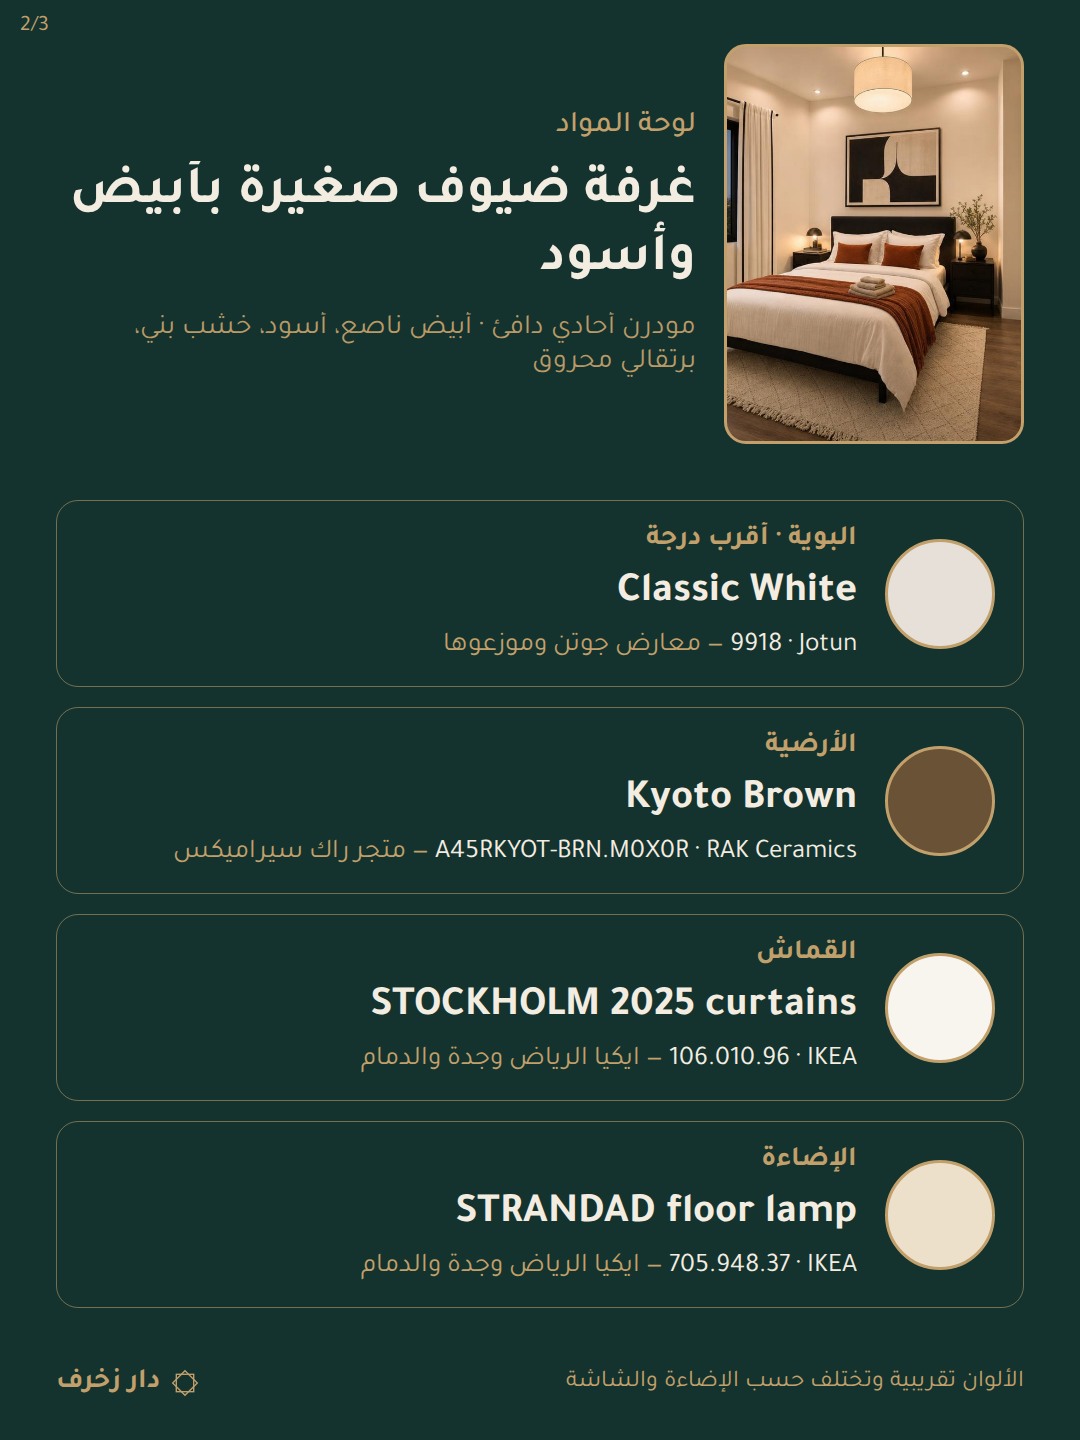 2/3
لوحة المواد
غرفة ضيوف صغيرة بأبيض
وأسود
مودرن أحادي دافئ · أبيض ناصع، أسود، خشب بني،
برتقالي محروق
البوية · أقرب درجة
Classic White
Jotun · 9918 — معارض جوتن وموزعوها
الأرضية
Kyoto Brown
RAK Ceramics · A45RKYOT-BRN.M0X0R — متجر راك سيراميكس
القماش
STOCKHOLM 2025 curtains
IKEA · 106.010.96 — ايكيا الرياض وجدة والدمام
الإضاءة
STRANDAD floor lamp
IKEA · 705.948.37 — ايكيا الرياض وجدة والدمام
الألوان تقريبية وتختلف حسب الإضاءة والشاشة
دار زخرف